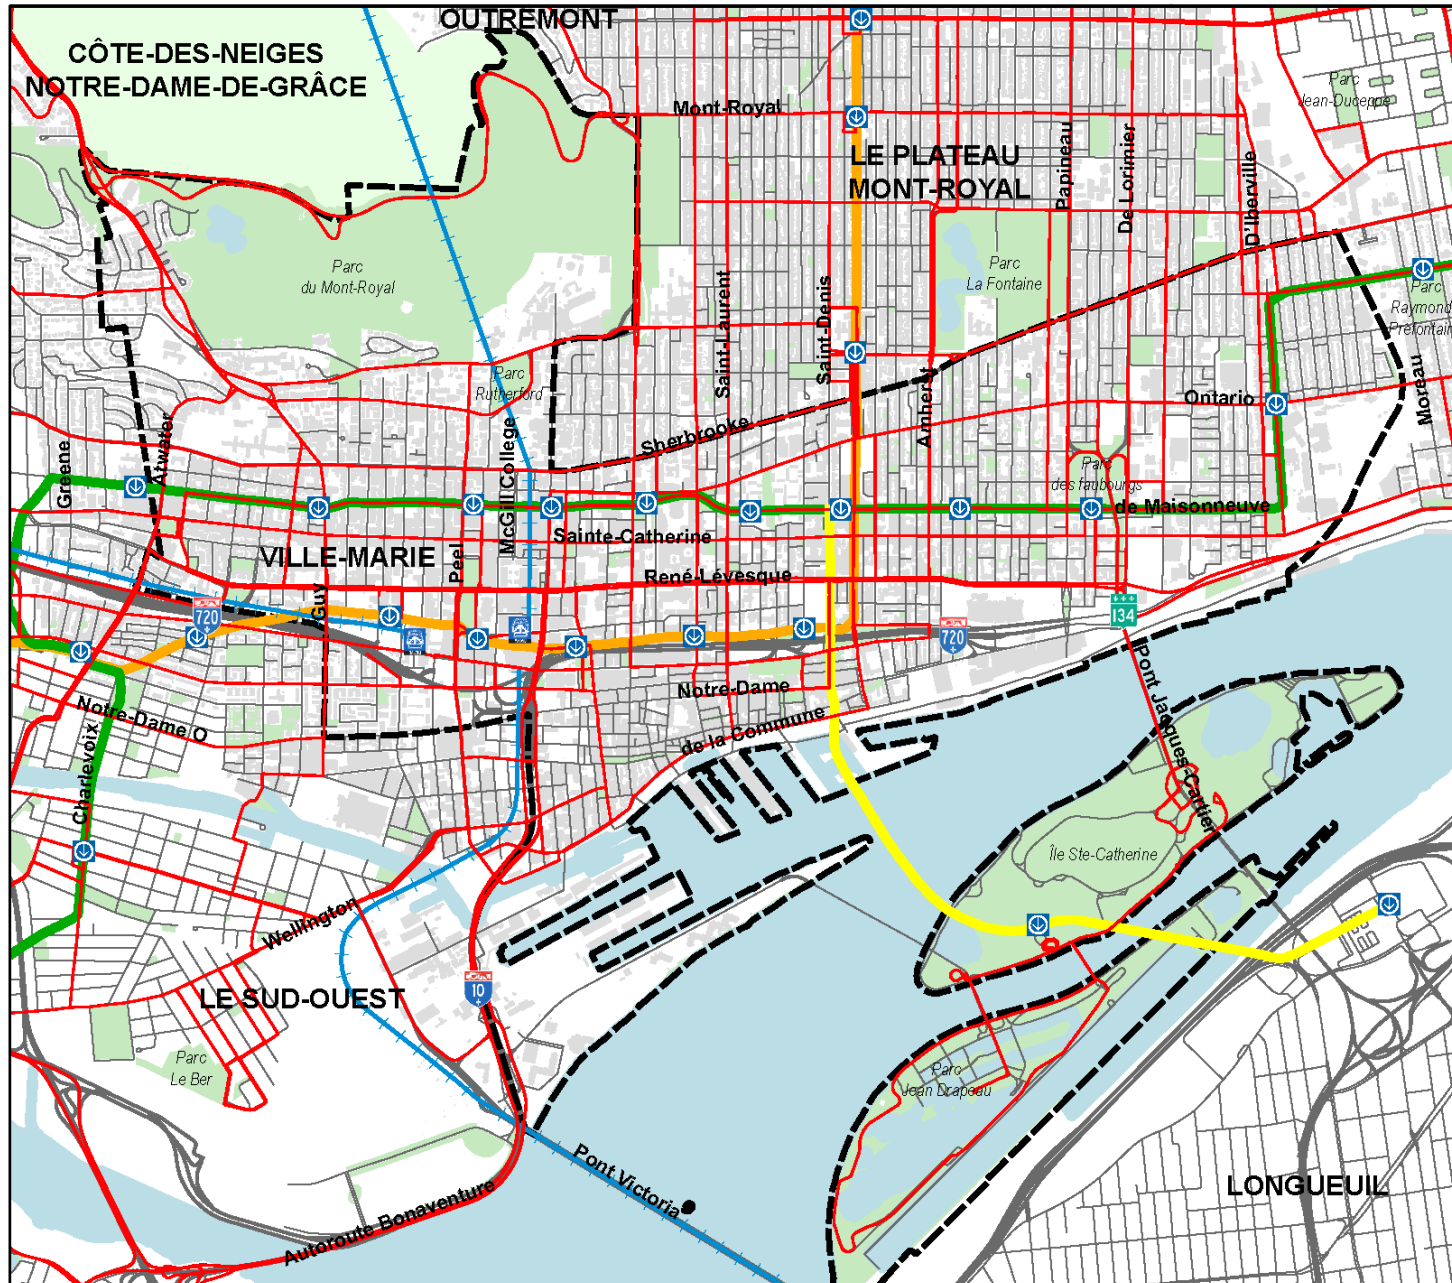 OUTREMONT
CÔTE-DES-NEIGES
NOTRE-DAME-DE-GRÂCE
Mont-Royal
Parc
Jean-Duceppe
LE PLATEAU
MONT-ROYAL
Papineau
De Lorimier
D'Iberville
Parc
du Mont-Royal
Parc
La Fontaine
Saint-Laurent
Saint-Denis
Parc
Raymond
Préfontain
Parc
Rutherford
Amherst
Ontario
Moreau
Sherbrooke
Greene
Atwater
McGill College
Parc
des faubourgs
de Maisonneuve
Sainte-Catherine
VILLE-MARIE
Peel
René-Lévesque
Guy
720
134
720
Pont Jacques-Cartier
Notre-Dame
Notre-Dame O
de la Commune
Charlevoix
Île Ste-Catherine
Wellington
10
LE SUD-OUEST
Parc
Le Ber
Parc
Jean Drapeau
Pont Victoria
Autoroute Bonaventure
LONGUEUIL